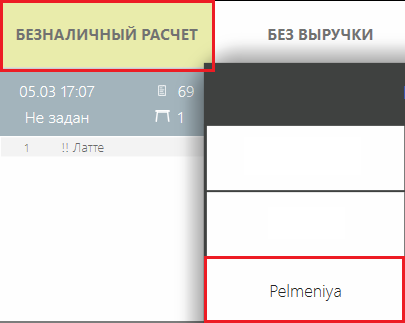 БЕЗНАЛИЧНЫЙ РАСЧЕТ
БЕЗ ВЫРУЧКИ
05.03 17:07
69
Не задан
1
1 !! Латте
Pelmeniya